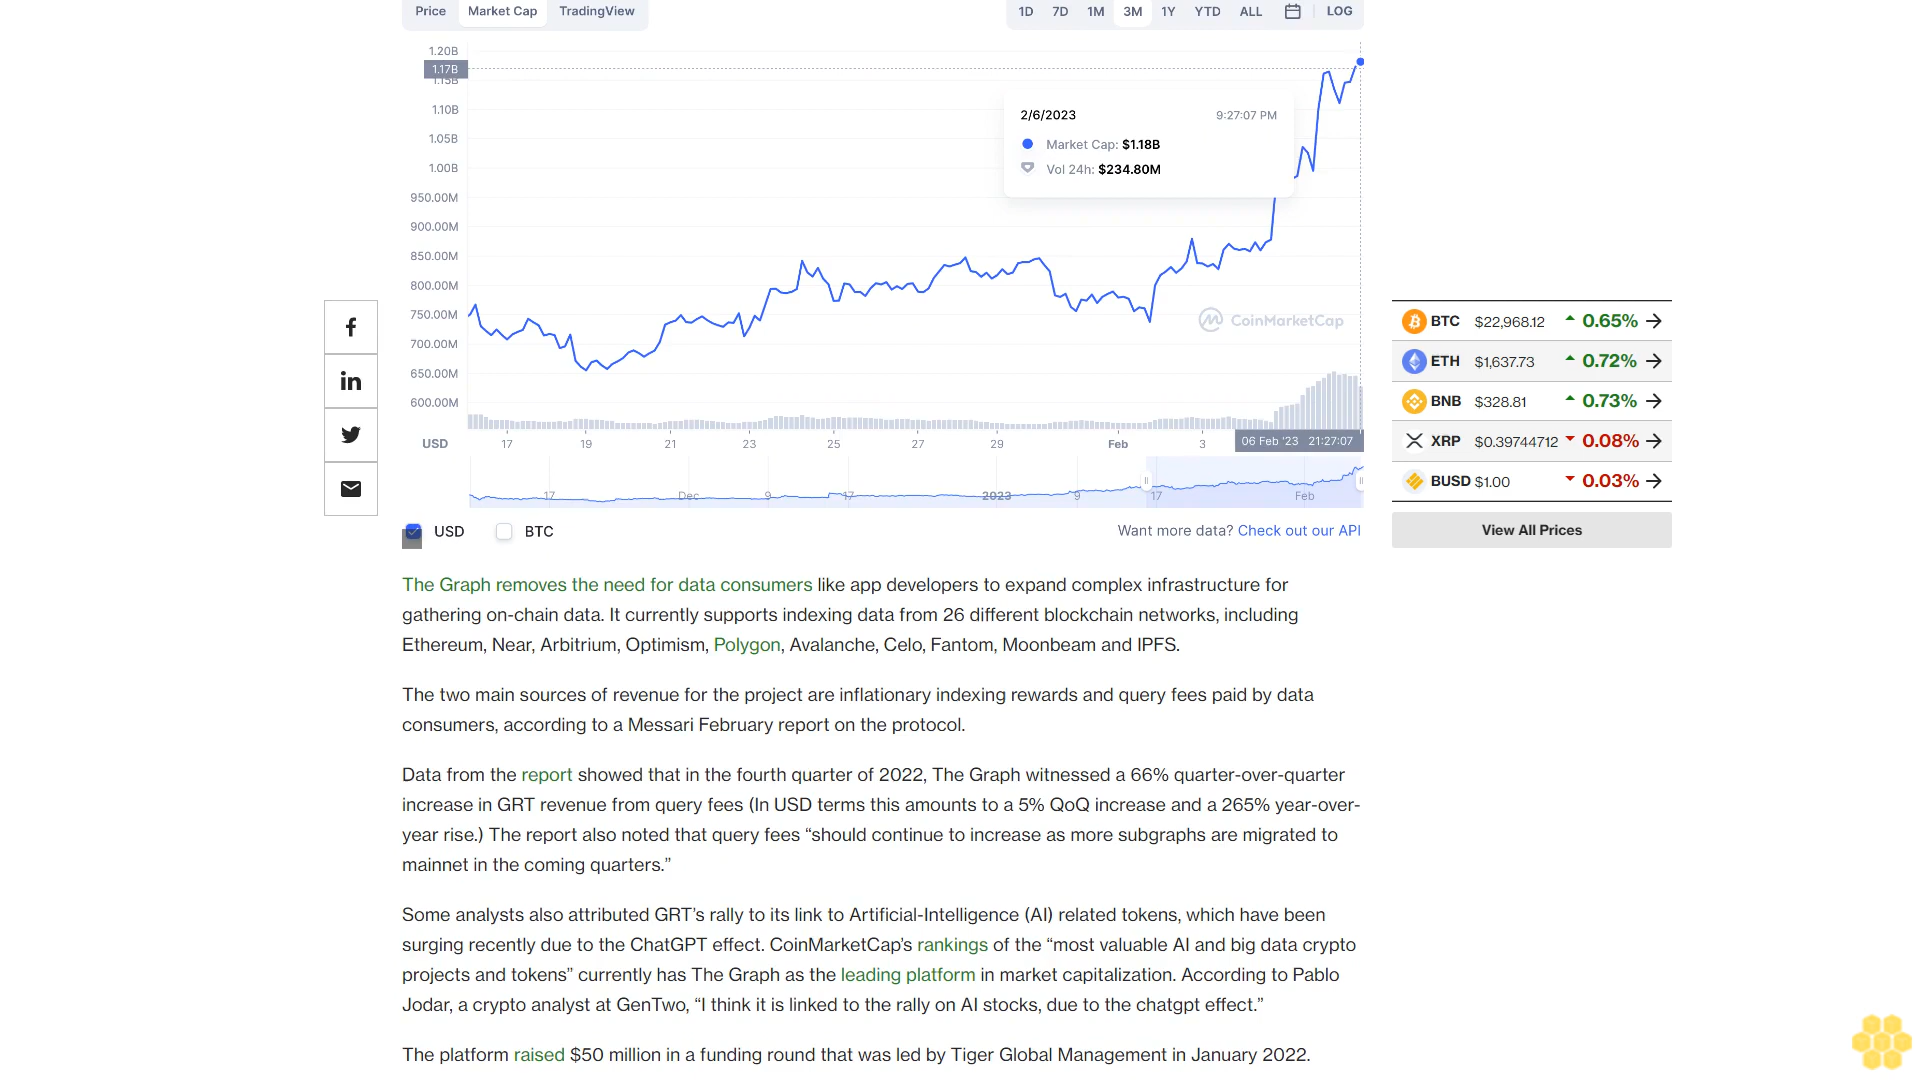 Price Market Cap TradingView
1D 7D 1M 3M 1Y YTD ALL LOG
1.20B
1.17B
1.15B
1.10B
1.05B
1.00B
950.00M
900.00M
850.00M
800.00M
750.00M
700.00M
650.00M
600.00M
2/6/2023 9:27:07 PM
Market Cap: $1.18B
Vol 24h: $234.80M
CoinMarketCap
USD 17 19 21 23 25 27 29 Feb 3 06 Feb '23 21:27:07
17 Dec 9 17 2023 9 17 Feb
USD BTC
Want more data? Check out our API
BTC $22,968.12 0.65%
ETH $1,637.73 0.72%
BNB $328.81 0.73%
XRP $0.39744712 0.08%
BUSD $1.00 0.03%
View All Prices
The Graph removes the need for data consumers like app developers to expand complex infrastructure for
gathering on-chain data. It currently supports indexing data from 26 different blockchain networks, including
Ethereum, Near, Arbitrium, Optimism, Polygon, Avalanche, Celo, Fantom, Moonbeam and IPFS.
The two main sources of revenue for the project are inflationary indexing rewards and query fees paid by data
consumers, according to a Messari February report on the protocol.
Data from the report showed that in the fourth quarter of 2022, The Graph witnessed a 66% quarter-over-quarter
increase in GRT revenue from query fees (In USD terms this amounts to a 5% QoQ increase and a 265% year-over-
year rise.) The report also noted that query fees “should continue to increase as more subgraphs are migrated to
mainnet in the coming quarters.”
Some analysts also attributed GRT’s rally to its link to Artificial-Intelligence (AI) related tokens, which have been
surging recently due to the ChatGPT effect. CoinMarketCap’s rankings of the “most valuable AI and big data crypto
projects and tokens” currently has The Graph as the leading platform in market capitalization. According to Pablo
Jodar, a crypto analyst at GenTwo, “I think it is linked to the rally on AI stocks, due to the chatgpt effect.”
The platform raised $50 million in a funding round that was led by Tiger Global Management in January 2022.